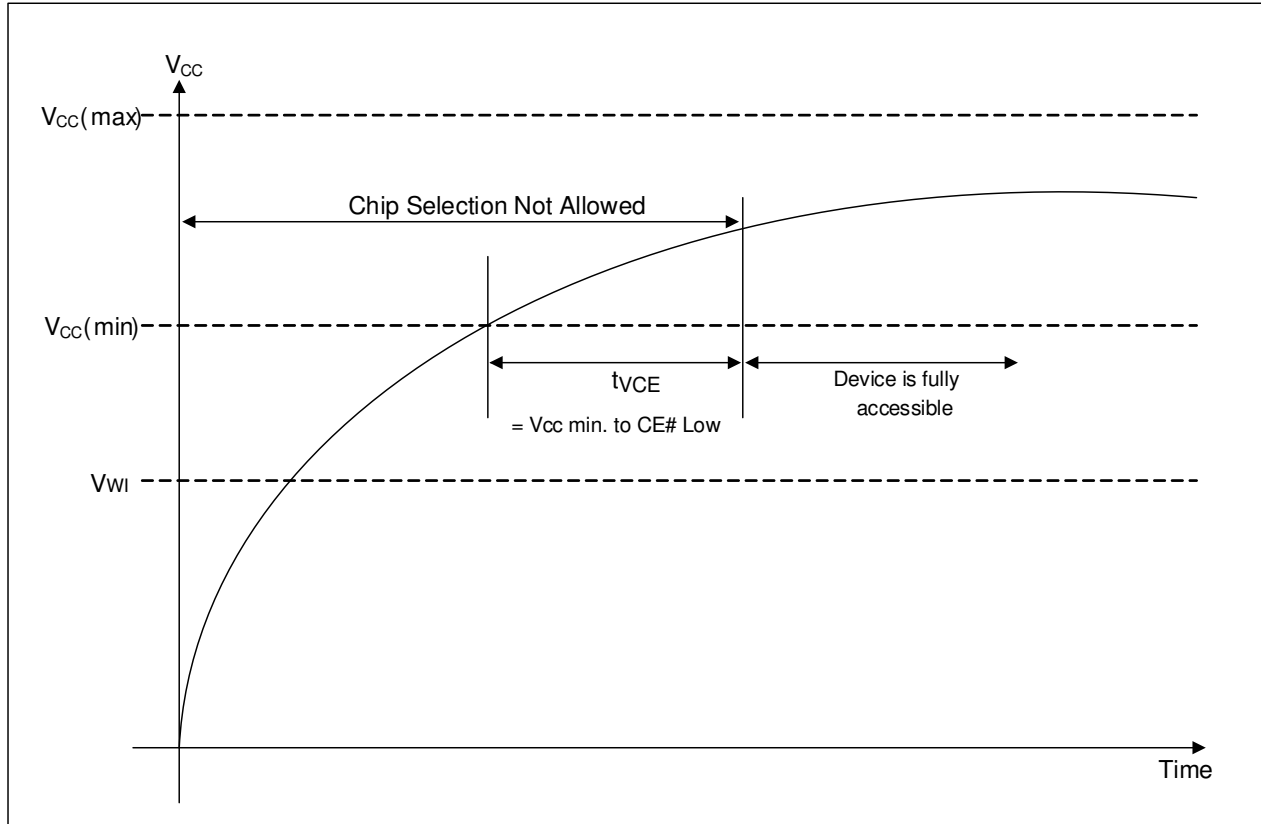 VCC
VCC(max)
Chip Selection Not Allowed
VCC(min)
tVCE
= Vcc min. to CE# Low
Device is fully
accessible
VWI
Time